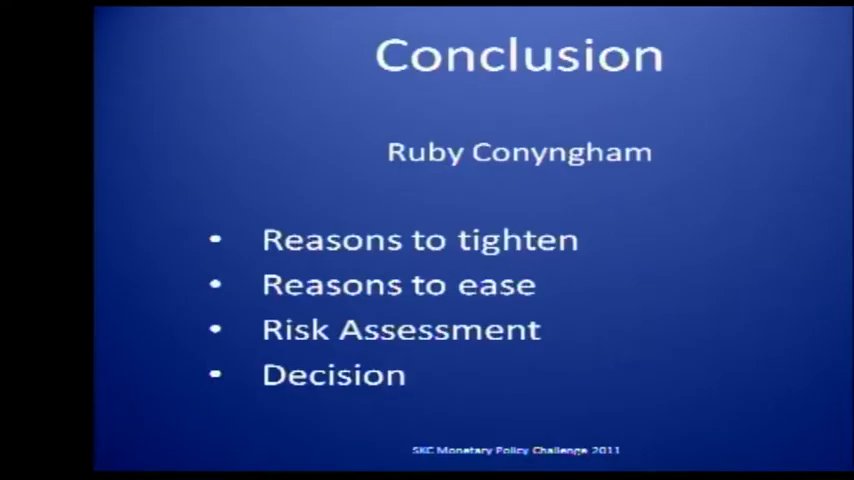 Conclusion
Ruby Conyngham
• Reasons to tighten
• Reasons to ease
• Risk Assessment
• Decision
SKC Monetary Policy Challenge 2011